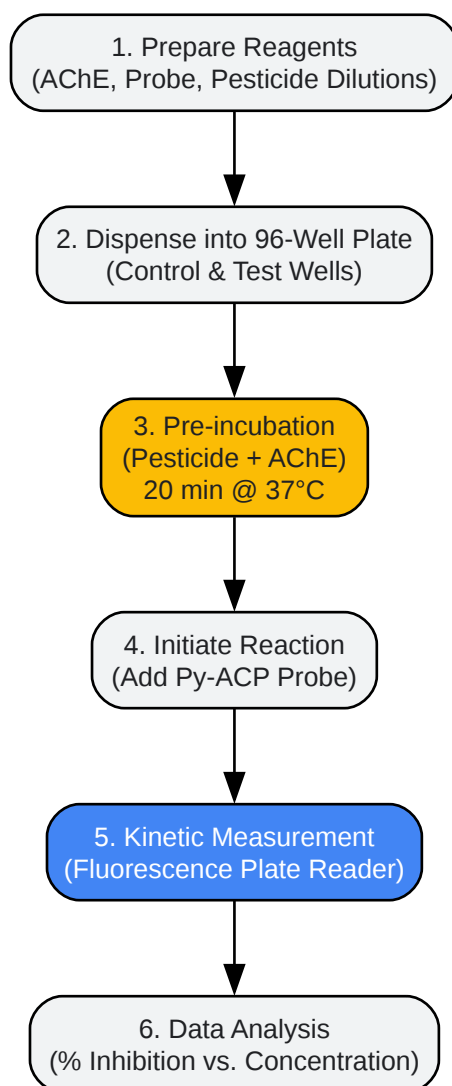 1. Prepare Reagents
(AChE, Probe, Pesticide Dilutions)
2. Dispense into 96-Well Plate
(Control & Test Wells)
3. Pre-incubation
(Pesticide + AChE)
20 min @ 37°C
4. Initiate Reaction
(Add Py-ACP Probe)
5. Kinetic Measurement
(Fluorescence Plate Reader)
6. Data Analysis
(% Inhibition vs. Concentration)